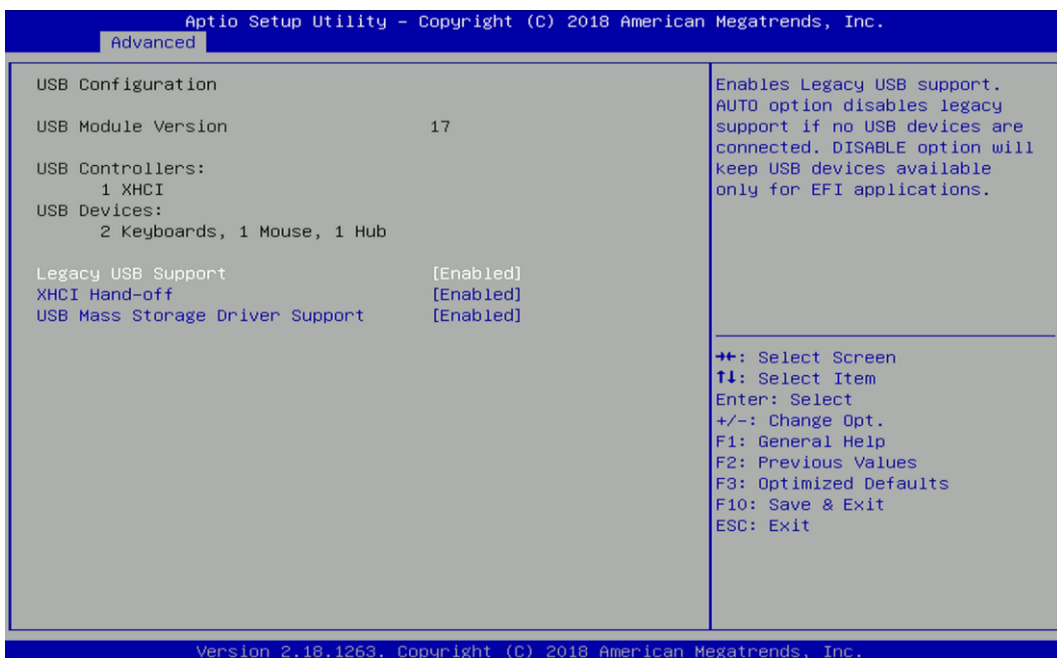 Aptio Setup Utility – Copyright (C) 2018 American Megatrends, Inc.
Advanced
USB Configuration
USB Module Version 17
USB Controllers:
1 XHCI
USB Devices:
2 Keyboards, 1 Mouse, 1 Hub
Legacy USB Support [Enabled]
XHCI Hand-off [Enabled]
USB Mass Storage Driver Support [Enabled]
Enables Legacy USB support.
AUTO option disables legacy
support if no USB devices are
connected. DISABLE option will
keep USB devices available
only for EFI applications.
→←: Select Screen
↑↓: Select Item
Enter: Select
+/-: Change Opt.
F1: General Help
F2: Previous Values
F3: Optimized Defaults
F10: Save & Exit
ESC: Exit
Version 2.18.1263. Copyright (C) 2018 American Megatrends, Inc.